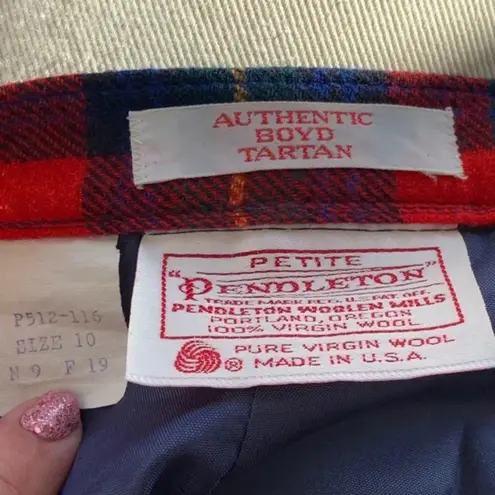 AUTHENTIC
BOYD
TARTAN
PETITE
"PENDLETON"
TRADE MARK REG. U.S. PAT. OFF.
PENDLETON WOOLEN MILLS
PORTLAND, OREGON
100% VIRGIN WOOL
PURE VIRGIN WOOL
® MADE IN U.S.A.
P512-116
SIZE 10
N 9 F 19